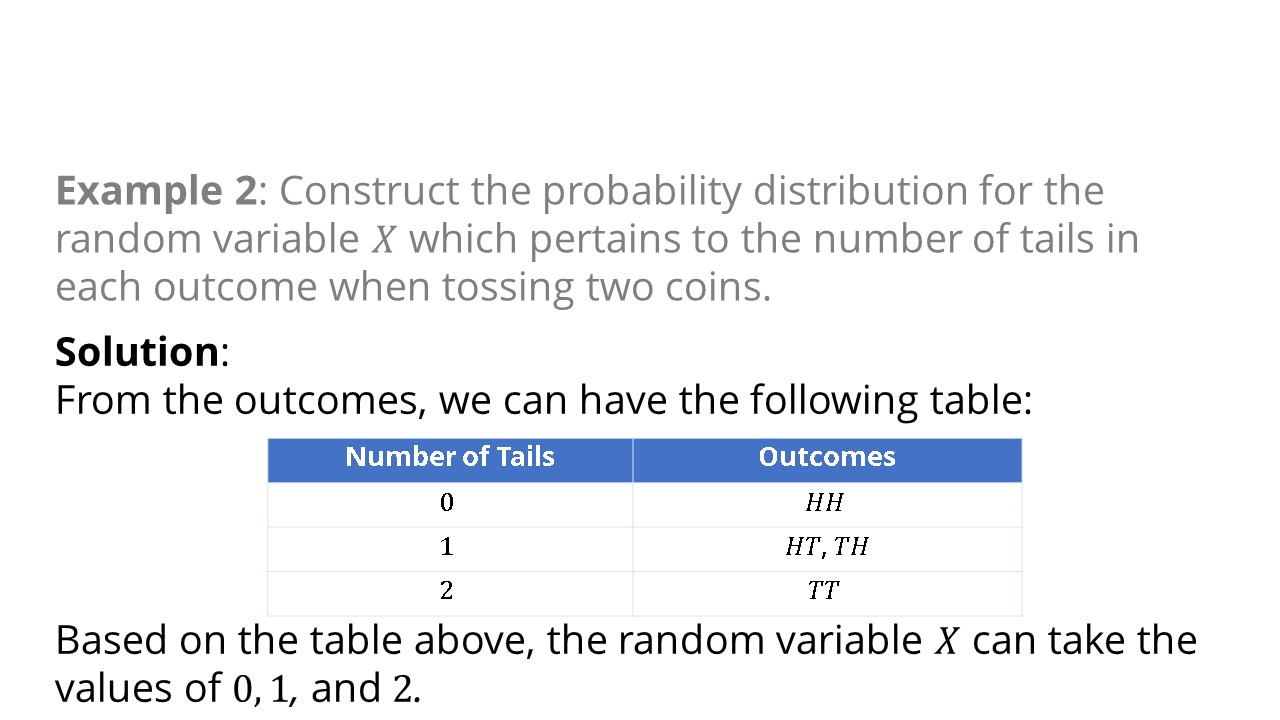 Example 2: Construct the probability distribution for the
random variable X which pertains to the number of tails in
each outcome when tossing two coins.
Solution:
From the outcomes, we can have the following table:
Number of Tails Outcomes
0 HH
1 HT, TH
2 TT
Based on the table above, the random variable X can take the
values of 0, 1, and 2.